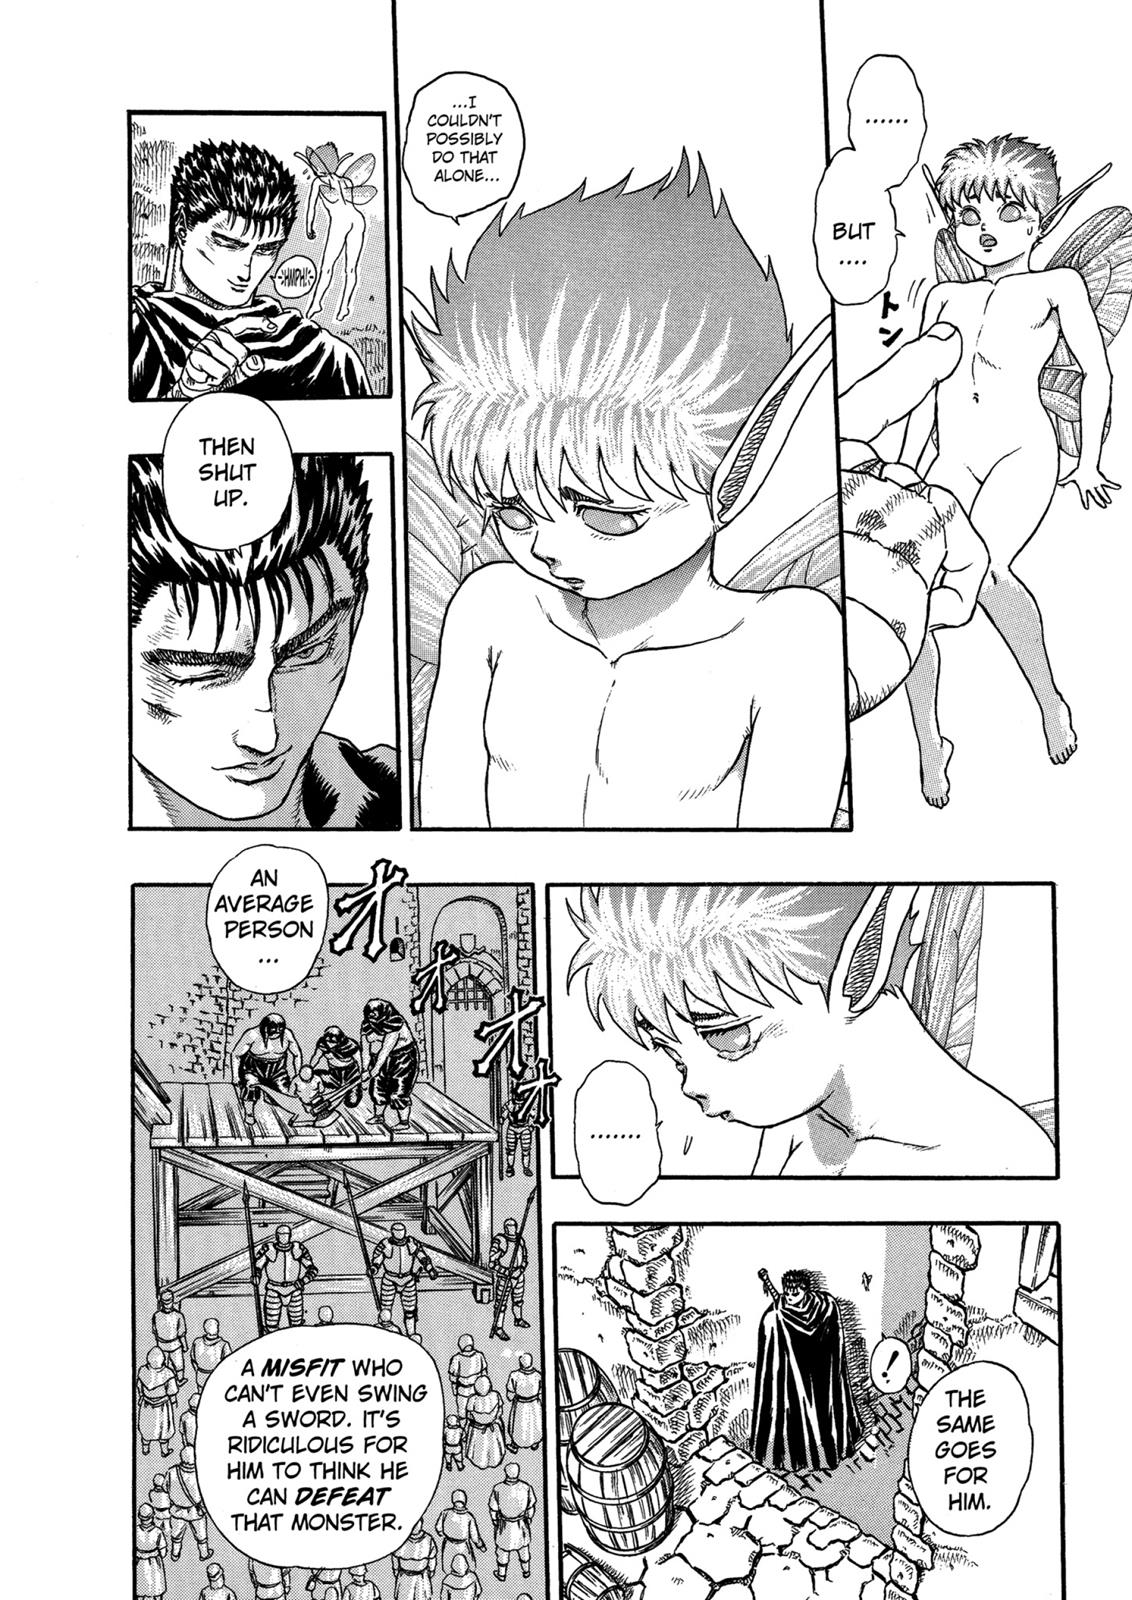 ......
BUT
....
トン
...I
COULDN'T
POSSIBLY
DO THAT
ALONE...
HMPH!
THEN
SHUT
UP.
........
THE
SAME
GOES
FOR
HIM.
!
AN
AVERAGE
PERSON
...
オオオオ
A MISFIT WHO
CAN'T EVEN SWING
A SWORD. IT'S
RIDICULOUS FOR
HIM TO THINK HE
CAN DEFEAT
THAT MONSTER.